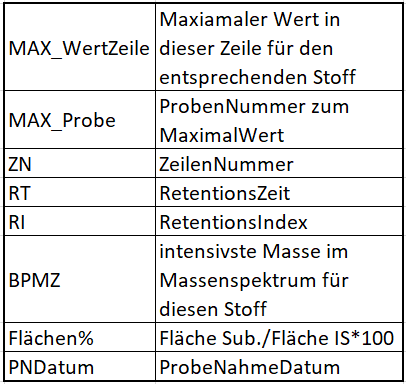 MAX_WertZeile
Maxiamaler Wert in
dieser Zeile für den
entsprechenden Stoff
MAX_Probe
ProbenNummer zum
MaximalWert
ZN
ZeilenNummer
RT
RetentionsZeit
RI
RetentionsIndex
BPMZ
intensivste Masse im
Massenspektrum für
diesen Stoff
Flächen%
Fläche Sub./Fläche IS*100
PNDatum
ProbeNahmeDatum